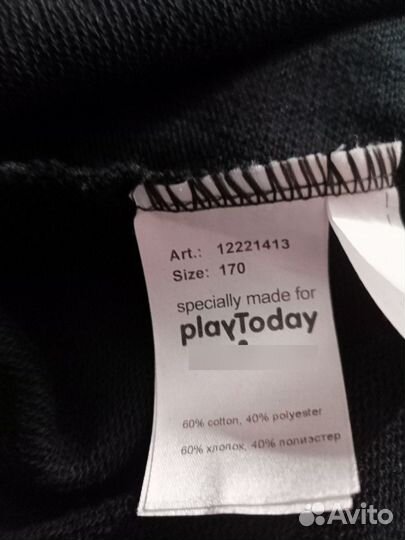 Art.: 12221413
Size: 170
specially made for
playToday
60% cotton, 40% polyester
60% хлопок, 40% полиэстер
Avito